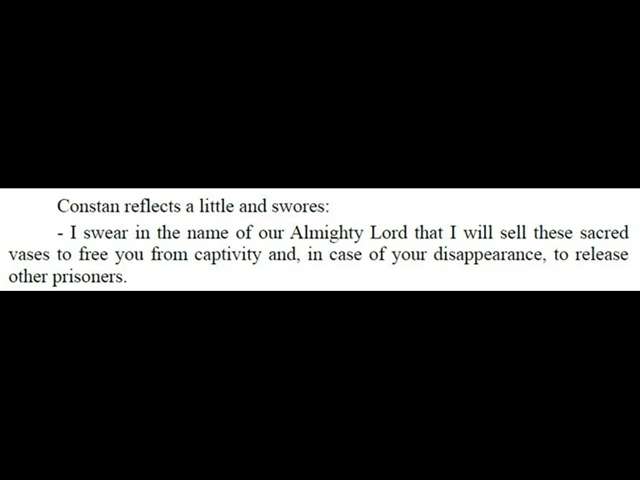 Constan reflects a little and swores:
- I swear in the name of our Almighty Lord that I will sell these sacred
vases to free you from captivity and, in case of your disappearance, to release
other prisoners.